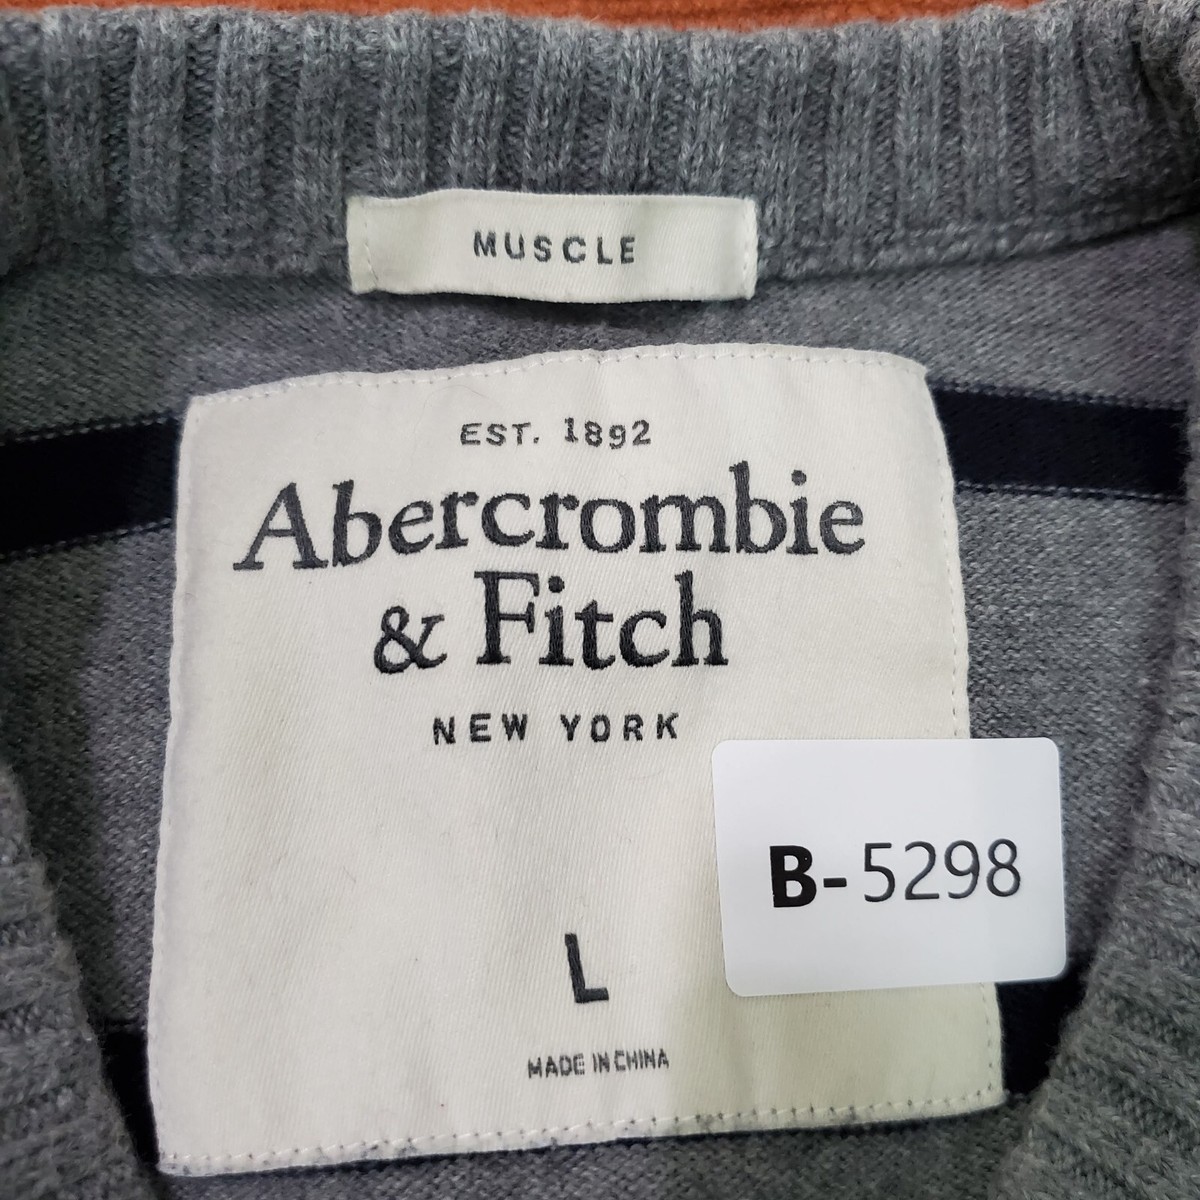 MUSCLE
EST. 1892
Abercrombie
& Fitch
NEW YORK
B-5298
L
MADE IN CHINA